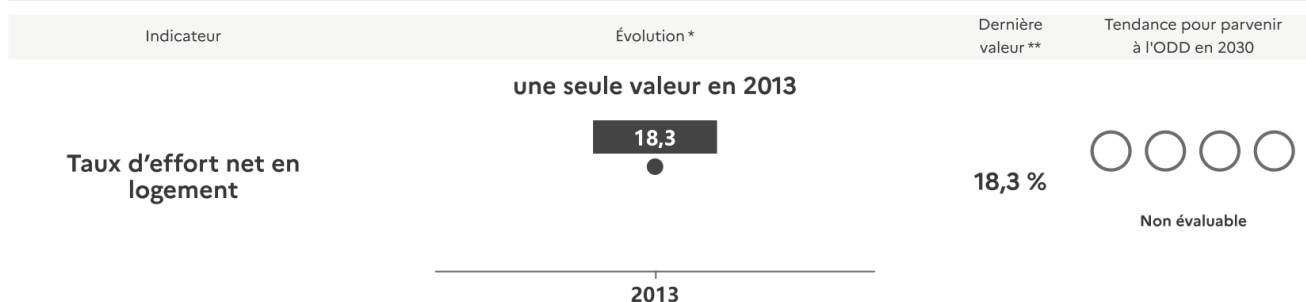 Indicateur
Évolution *
Dernière
valeur **
Tendance pour parvenir
à l'ODD en 2030
une seule valeur en 2013
18,3
Taux d’effort net en
logement
18,3 %
Non évaluable
2013